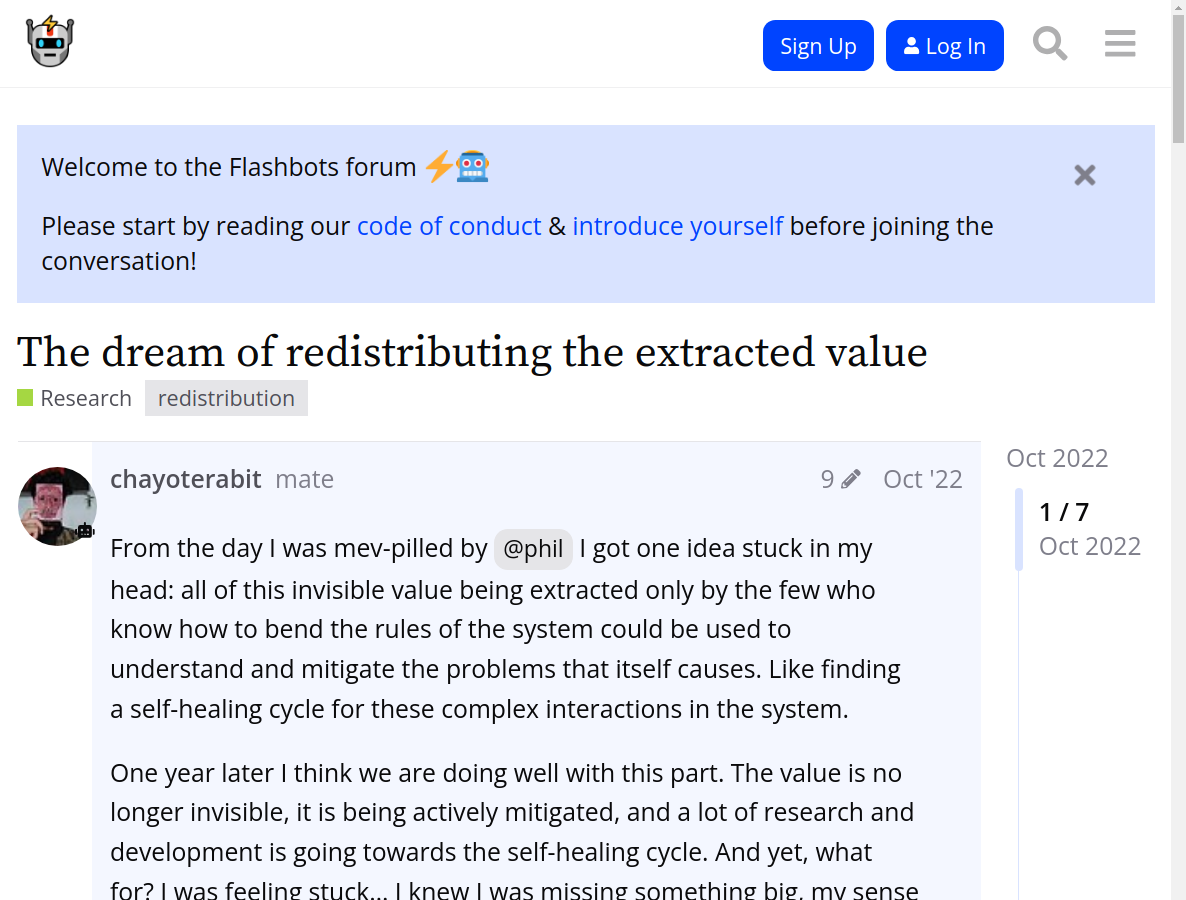 Sign Up
Log In
Welcome to the Flashbots forum
Please start by reading our code of conduct & introduce yourself before joining the
conversation!
The dream of redistributing the extracted value
Research redistribution
chayoterabit mate 9 Oct '22
Oct 2022
1 / 7
Oct 2022
From the day I was mev-pilled by @phil I got one idea stuck in my
head: all of this invisible value being extracted only by the few who
know how to bend the rules of the system could be used to
understand and mitigate the problems that itself causes. Like finding
a self-healing cycle for these complex interactions in the system.
One year later I think we are doing well with this part. The value is no
longer invisible, it is being actively mitigated, and a lot of research and
development is going towards the self-healing cycle. And yet, what
for? I was feeling stuck… I knew I was missing something big, my sense